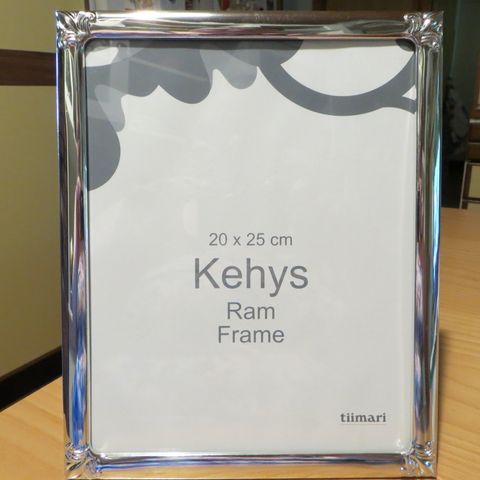 20 x 25 cm
Kehys
Ram
Frame
tiimari